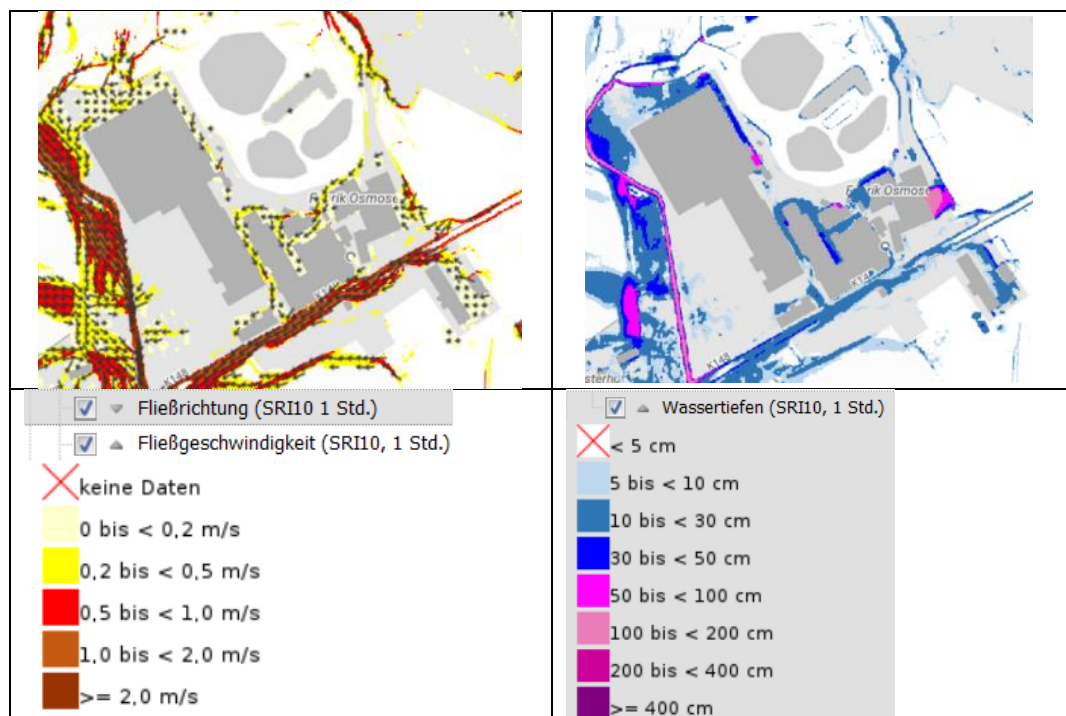 Fabrik Osmose
K148
K148
Fabrik Osmose
K148
K148
Fließrichtung (SRI10 1 Std.)
Fließgeschwindigkeit (SRI10, 1 Std.)
keine Daten
0 bis < 0,2 m/s
0,2 bis < 0,5 m/s
0,5 bis < 1,0 m/s
1,0 bis < 2,0 m/s
>= 2,0 m/s
Wassertiefen (SRI10, 1 Std.)
< 5 cm
5 bis < 10 cm
10 bis < 30 cm
30 bis < 50 cm
50 bis < 100 cm
100 bis < 200 cm
200 bis < 400 cm
>= 400 cm